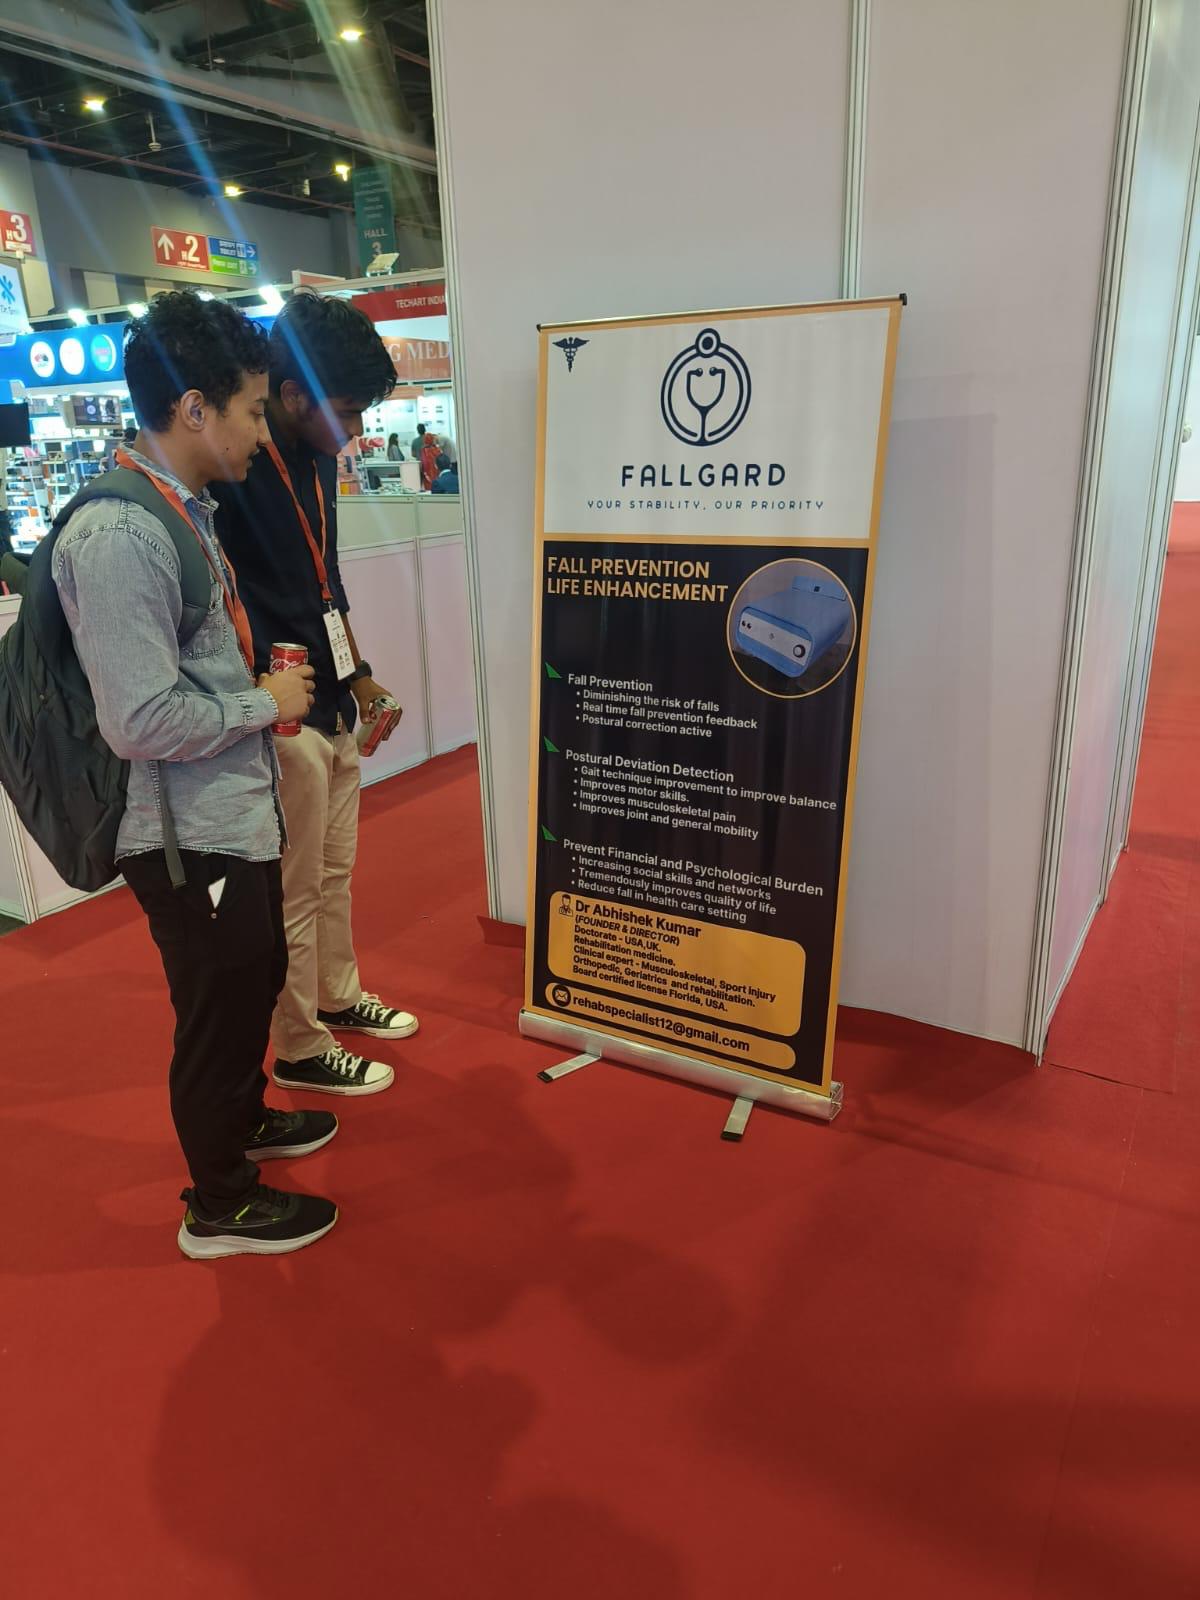 H 3
H 2
HALL
3
TECHART INDIA
G MED
FALLGARD
YOUR STABILITY, OUR PRIORITY
FALL PREVENTION
LIFE ENHANCEMENT
Fall Prevention
• Diminishing the risk of falls
• Real time fall prevention feedback
• Postural correction active
Postural Deviation Detection
• Gait technique improvement to improve balance
• Improves motor skills.
• Improves musculoskeletal pain
• Improves joint and general mobility
Prevent Financial and Psychological Burden
• Increasing social skills and networks
• Tremendously improves quality of life
• Reduce fall in health care setting
Dr Abhishek Kumar
(FOUNDER & DIRECTOR)
Doctorate - USA,UK.
Rehabilitation medicine.
Clinical expert - Musculoskeletal, Sport injury
Orthopedic, Geriatrics and rehabilitation.
Board certified license Florida, USA.
rehabspecialist12@gmail.com